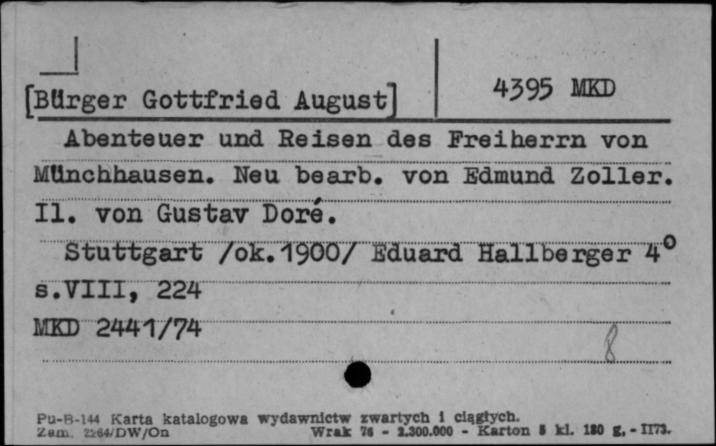 4395 MKD
[Bürger Gottfried August]
Abenteuer und Reisen des Freiherrn von
Münchhausen. Neu bearb. von Edmund Zoller.
Il. von Gustav Doré.
Stuttgart /ok.1900/ Eduard Hallberger 4°
s.VIII, 224
MKD 2441/74
8
Pu-B-144 Karta katalogowa wydawnictw zwartych i ciągłych.
Zam. 2264/DW/On Wrak 76 - 2.300.000 - Karton 5 kl. 180 g. - II73.